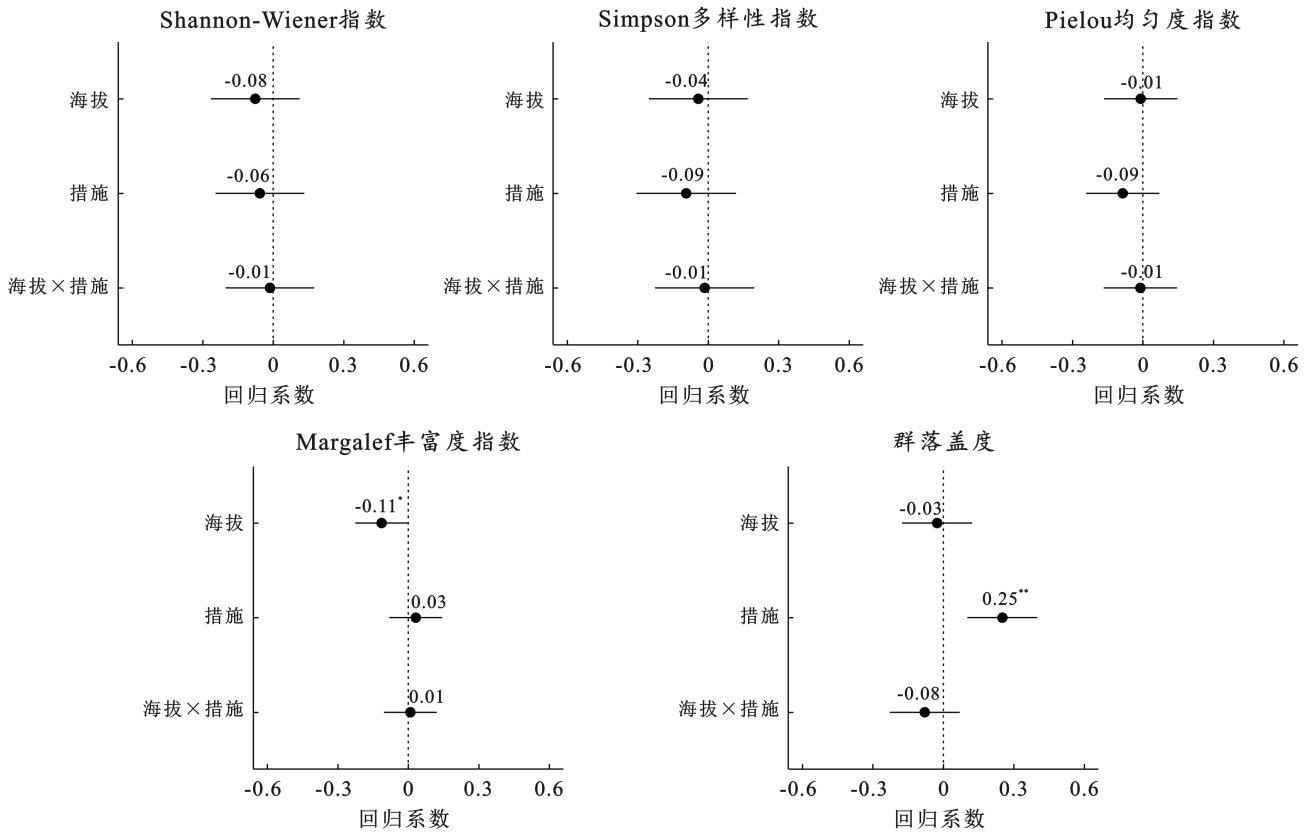 Shannon-Wiener指数
海拔
-0.08
措施
-0.06
海拔×措施
-0.01
-0.6 -0.3 0 0.3 0.6
回归系数
Simpson多样性指数
海拔
-0.04
措施
-0.09
海拔×措施
-0.01
-0.6 -0.3 0 0.3 0.6
回归系数
Pielou均匀度指数
海拔
-0.01
措施
-0.09
海拔×措施
-0.01
-0.6 -0.3 0 0.3 0.6
回归系数
Margalef丰富度指数
海拔
-0.11*
措施
0.03
海拔×措施
0.01
-0.6 -0.3 0 0.3 0.6
回归系数
群落盖度
海拔
-0.03
措施
0.25**
海拔×措施
-0.08
-0.6 -0.3 0 0.3 0.6
回归系数